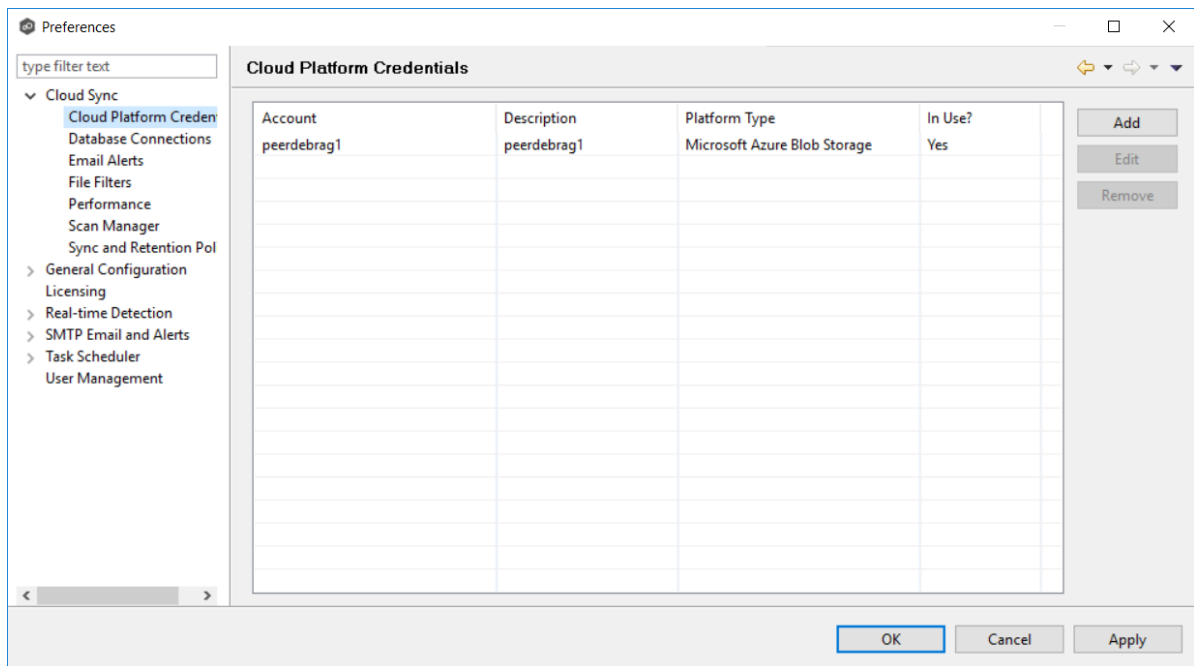 Preferences
type filter text
Cloud Platform Credentials
Cloud Sync
Cloud Platform Creden
Database Connections
Email Alerts
File Filters
Performance
Scan Manager
Sync and Retention Pol
General Configuration
Licensing
Real-time Detection
SMTP Email and Alerts
Task Scheduler
User Management
Account Description Platform Type In Use?
peerdebrag1 peerdebrag1 Microsoft Azure Blob Storage Yes
Add
Edit
Remove
OK Cancel Apply